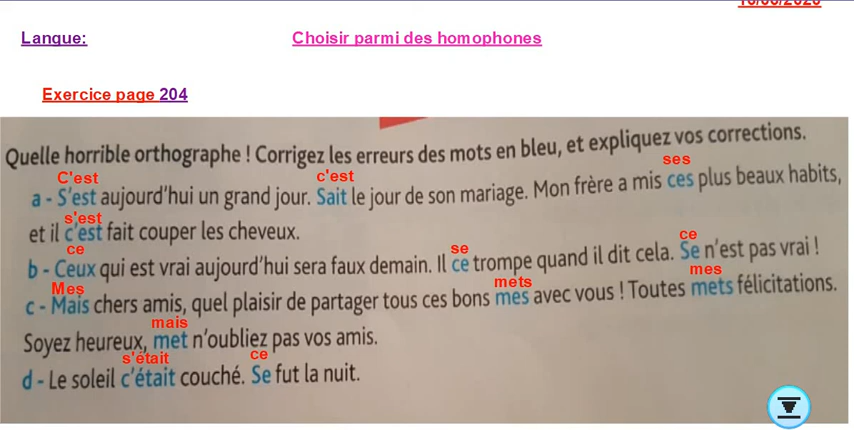 Langue: Choisir parmi des homophones
Exercice page 204
Quelle horrible orthographe ! Corrigez les erreurs des mots en bleu, et expliquez vos corrections.
C'est c'est ses
a - S'est aujourd'hui un grand jour. Sait le jour de son mariage. Mon frère a mis ces plus beaux habits,
s'est
et il c'est fait couper les cheveux.
ce se ce
b - Ceux qui est vrai aujourd'hui sera faux demain. Il ce trompe quand il dit cela. Se n'est pas vrai !
Mes mets mes
c - Mais chers amis, quel plaisir de partager tous ces bons mes avec vous ! Toutes mets félicitations.
mais
Soyez heureux, met n'oubliez pas vos amis.
s'était ce
d - Le soleil c'était couché. Se fut la nuit.